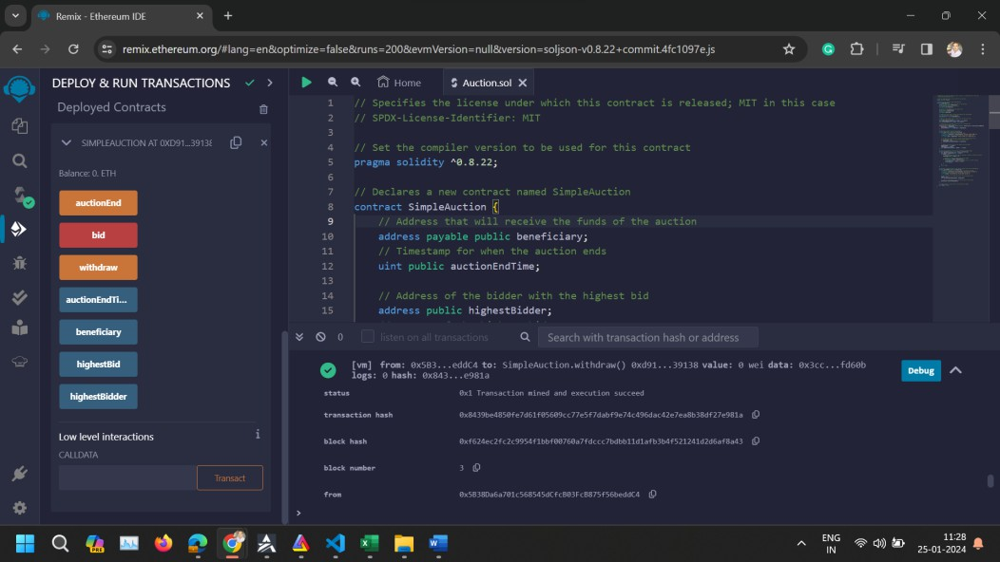 Remix - Ethereum IDE
remix.ethereum.org/#lang=en&optimize=false&runs=200&evmVersion=null&version=soljson-v0.8.22+commit.4fc1097e.js
DEPLOY & RUN TRANSACTIONS
Deployed Contracts
SIMPLEAUCTION AT 0XD91...39138
Balance: 0. ETH
auctionEnd
bid
withdraw
auctionEndTi...
beneficiary
highestBid
highestBidder
Low level interactions
i
CALLDATA
Transact
Home
Auction.sol
1 // Specifies the license under which this contract is released; MIT in this case
2 // SPDX-License-Identifier: MIT
3
4 // Set the compiler version to be used for this contract
5 pragma solidity ^0.8.22;
6
7 // Declares a new contract named SimpleAuction
8 contract SimpleAuction {
9 // Address that will receive the funds of the auction
10 address payable public beneficiary;
11 // Timestamp for when the auction ends
12 uint public auctionEndTime;
13
14 // Address of the bidder with the highest bid
15 address public highestBidder;
0 listen on all transactions Search with transaction hash or address
[vm] from: 0x5B3...eddC4 to: SimpleAuction.withdraw() 0xd91...39138 value: 0 wei data: 0x3cc...fd60b
logs: 0 hash: 0x843...e981a
Debug
status 0x1 Transaction mined and execution succeed
transaction hash 0x8439be4850fe7d61f05609cc77e5f7dabf9e74c496dac42e7ea8b38df27e981a
block hash 0xf624ec2fc2c9954f1bbf00760a7fdccc7bdbb11d1afb3b4f521241d2d6af8a43
block number 3
from 0x5B38Da6a701c568545dCfcB03FcB875f56beddC4
>
PRE
ENG
IN
11:28
25-01-2024